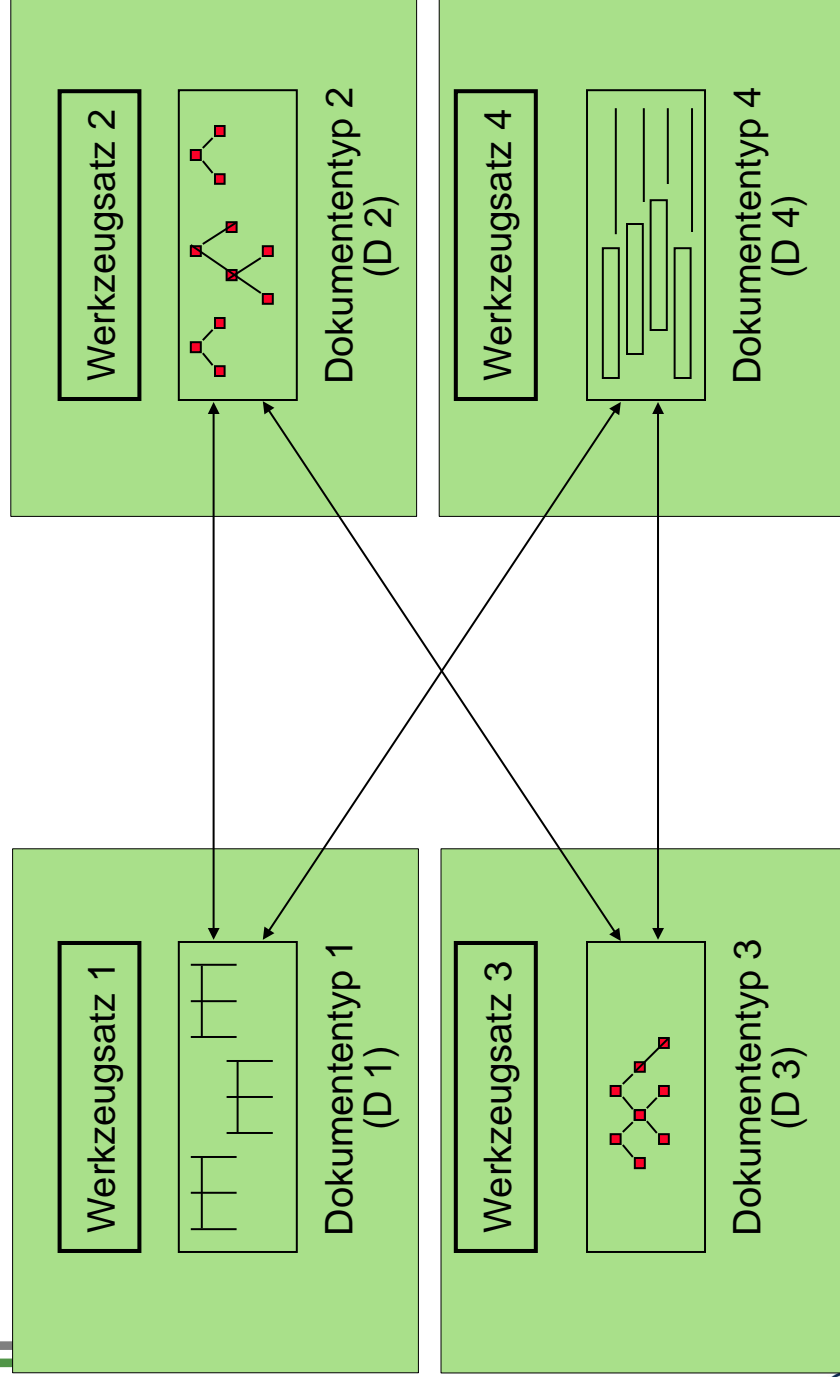 Werkzeugsatz 1
Dokumententyp 1
(D 1)
Werkzeugsatz 2
Dokumententyp 2
(D 2)
Werkzeugsatz 3
Dokumententyp 3
(D 3)
Werkzeugsatz 4
Dokumententyp 4
(D 4)